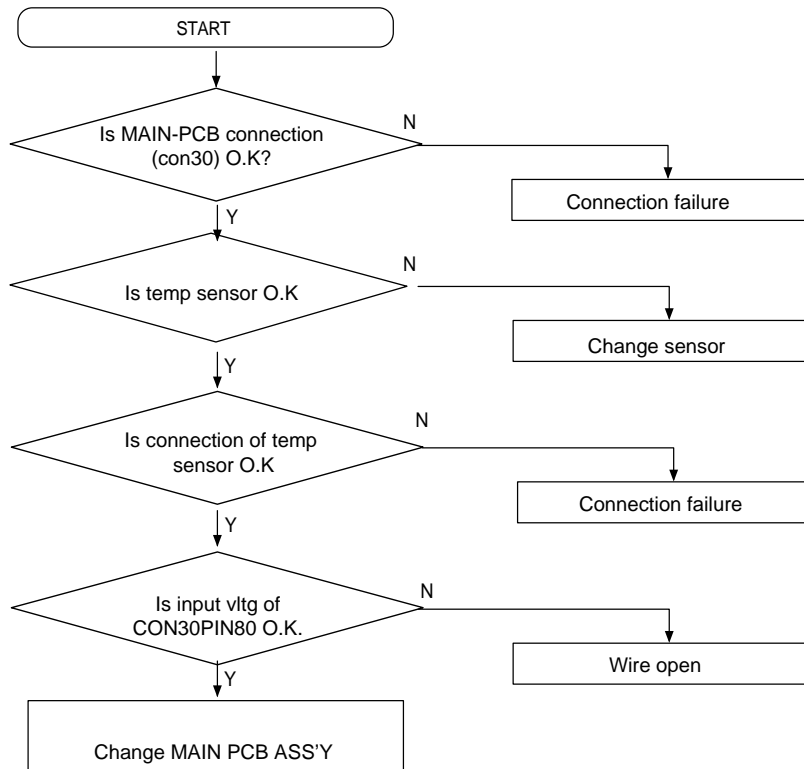 START
Is MAIN-PCB connection
(con30) O.K?
N
Connection failure
Y
Is temp sensor O.K
N
Change sensor
Y
Is connection of temp
sensor O.K
N
Connection failure
Y
Is input vltg of
CON30PIN80 O.K.
N
Wire open
Y
Change MAIN PCB ASS'Y